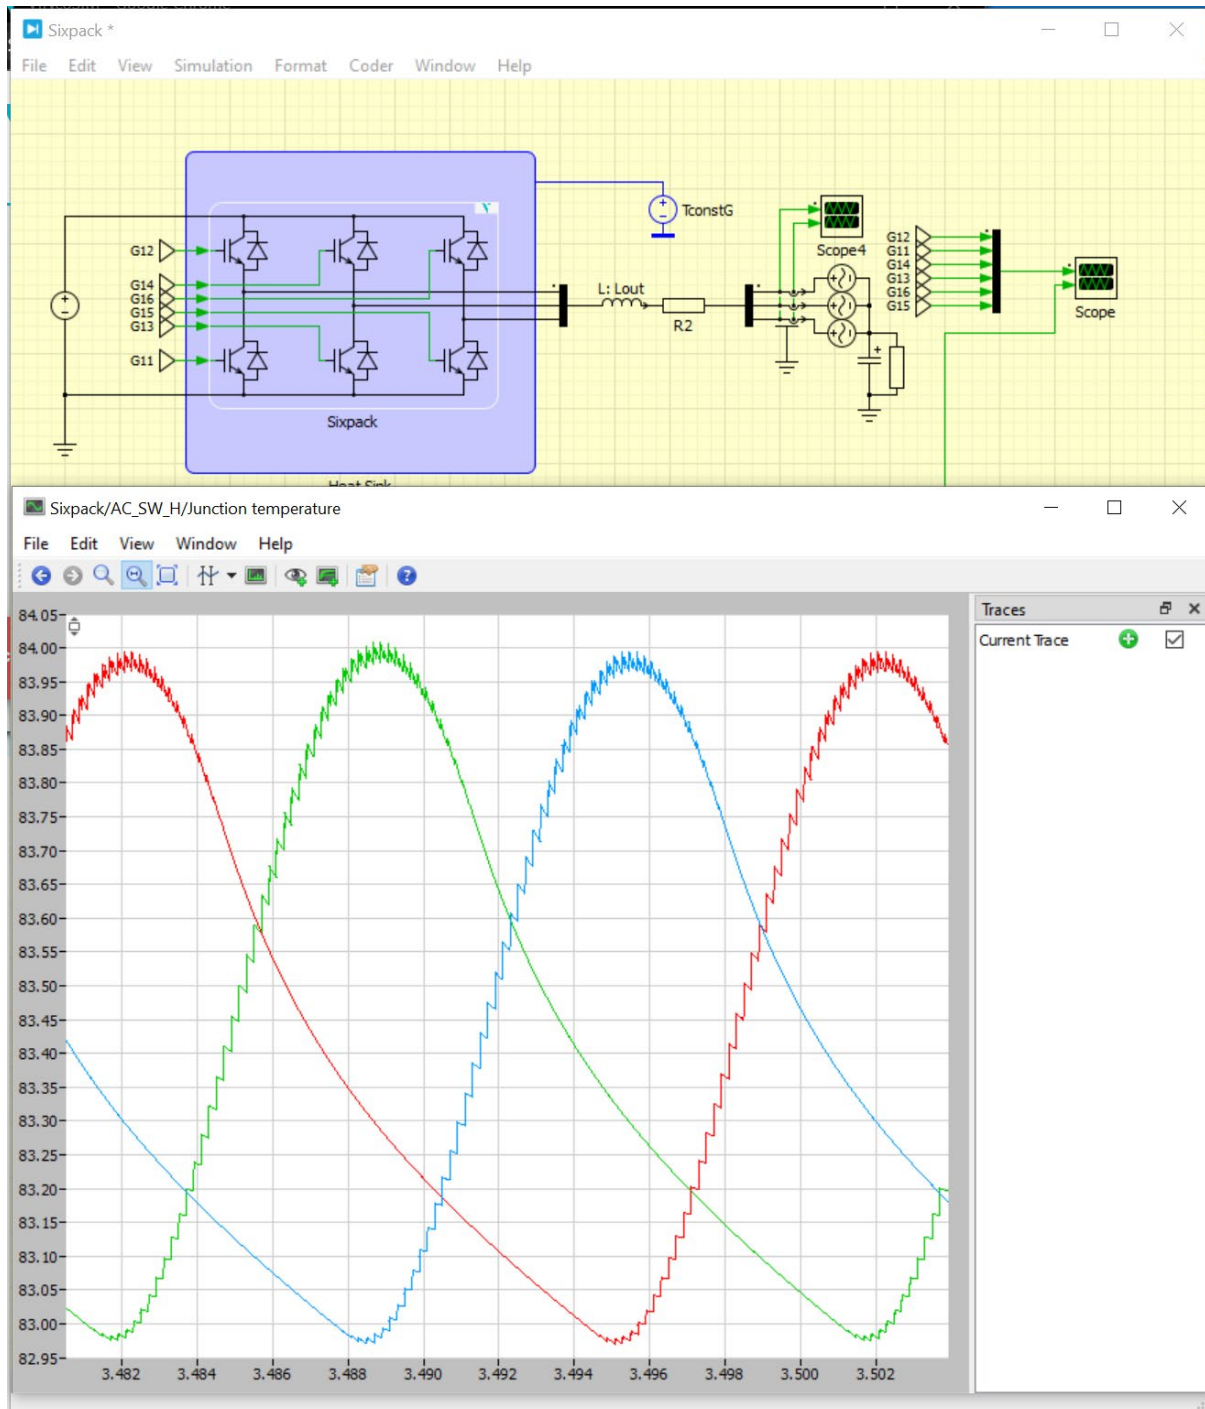 Sixpack *
File Edit View Simulation Format Coder Window Help
TconstG
Scope4
G12
G14
G16
G15
G13
G11
L: Lout
R2
G12
G11
G14
G13
G16
G15
Scope
Sixpack
Heat Sink
Sixpack/AC_SW_H/Junction temperature
File Edit View Window Help
Traces
Current Trace
84.05
84.00
83.95
83.90
83.85
83.80
83.75
83.70
83.65
83.60
83.55
83.50
83.45
83.40
83.35
83.30
83.25
83.20
83.15
83.10
83.05
83.00
82.95
3.482 3.484 3.486 3.488 3.490 3.492 3.494 3.496 3.498 3.500 3.502